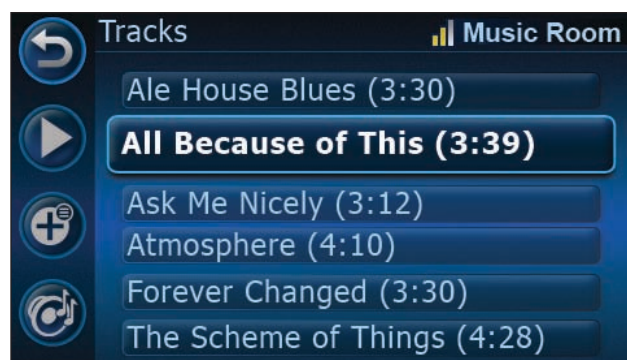 Tracks
Music Room
Ale House Blues (3:30)
All Because of This (3:39)
Ask Me Nicely (3:12)
Atmosphere (4:10)
Forever Changed (3:30)
The Scheme of Things (4:28)